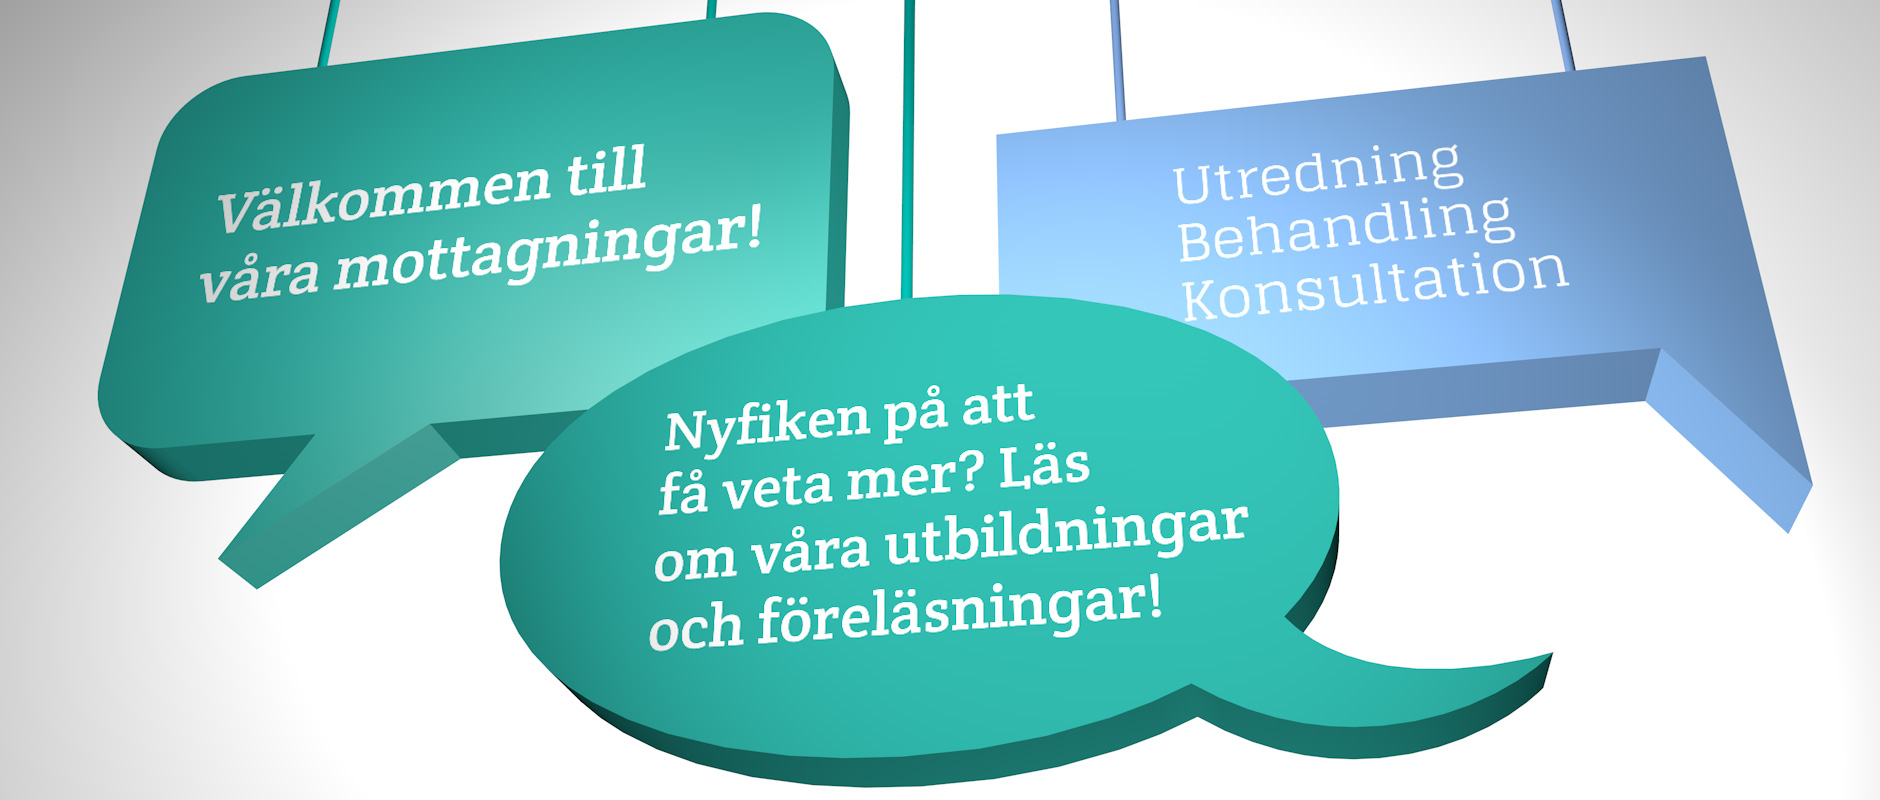 Välkommen till
våra mottagningar!
Utredning
Behandling
Konsultation
Nyfiken på att
få veta mer? Läs
om våra utbildningar
och föreläsningar!